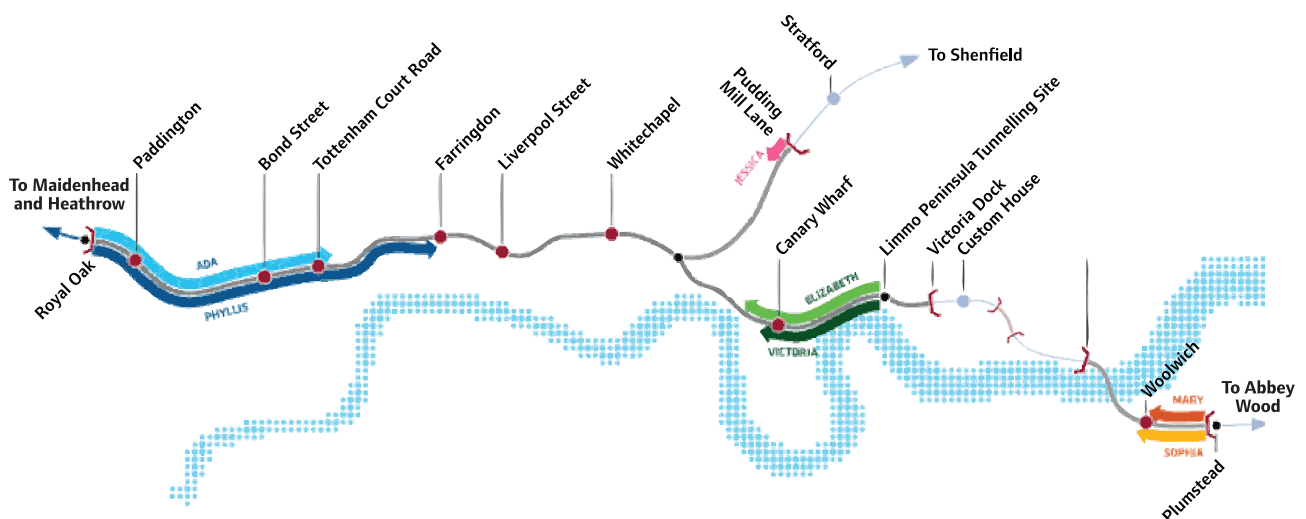 To Maidenhead
and Heathrow
Royal Oak
Paddington
ADA
PHYLUS
Bond Street
Tottenham Court Road
Farringdon
Liverpool Street
Whitechapel
JESSICA
Pudding
Mill Lane
Stratford
To Shenfield
Canary Wharf
ELIZABETH
VICTORIA
Limmo Peninsula Tunnelling Site
Victoria Dock
Custom House
Woolwich
MARY
SOPHIA
Plumstead
To Abbey
Wood